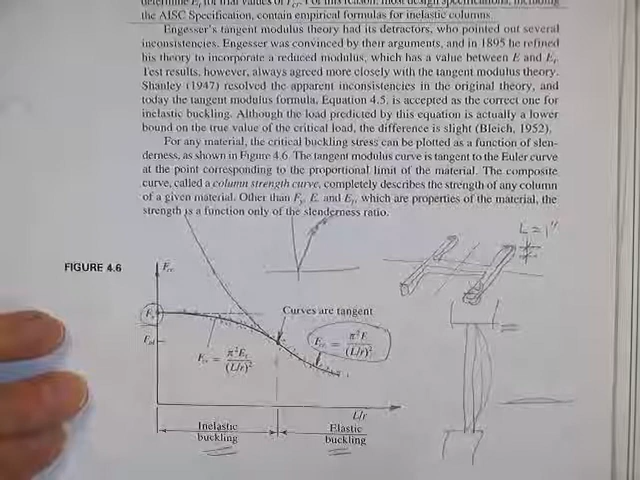 the AISC Specification, contain empirical formulas for inelastic columns.
Engesser's tangent modulus theory had its detractors, who pointed out several
inconsistencies. Engesser was convinced by their arguments, and in 1895 he refined
his theory to incorporate a reduced modulus, which has a value between E and Et.
Test results, however, always agreed more closely with the tangent modulus theory.
Shanley (1947) resolved the apparent inconsistencies in the original theory, and
today the tangent modulus formula, Equation 4.5, is accepted as the correct one for
inelastic buckling. Although the load predicted by this equation is actually a lower
bound on the true value of the critical load, the difference is slight (Bleich, 1952).
For any material, the critical buckling stress can be plotted as a function of slen-
derness, as shown in Figure 4.6. The tangent modulus curve is tangent to the Euler curve
at the point corresponding to the proportional limit of the material. The composite
curve, called a column strength curve, completely describes the strength of any column
of a given material. Other than Fy, E, and Et, which are properties of the material, the
strength is a function only of the slenderness ratio.
L = 1"
FIGURE 4.6
Fcr
Fy
Curves are tangent
Fpl
Fcr = π²Et/(L/r)²
Fcr = π²E/(L/r)²
L/r
Inelastic
buckling
Elastic
buckling